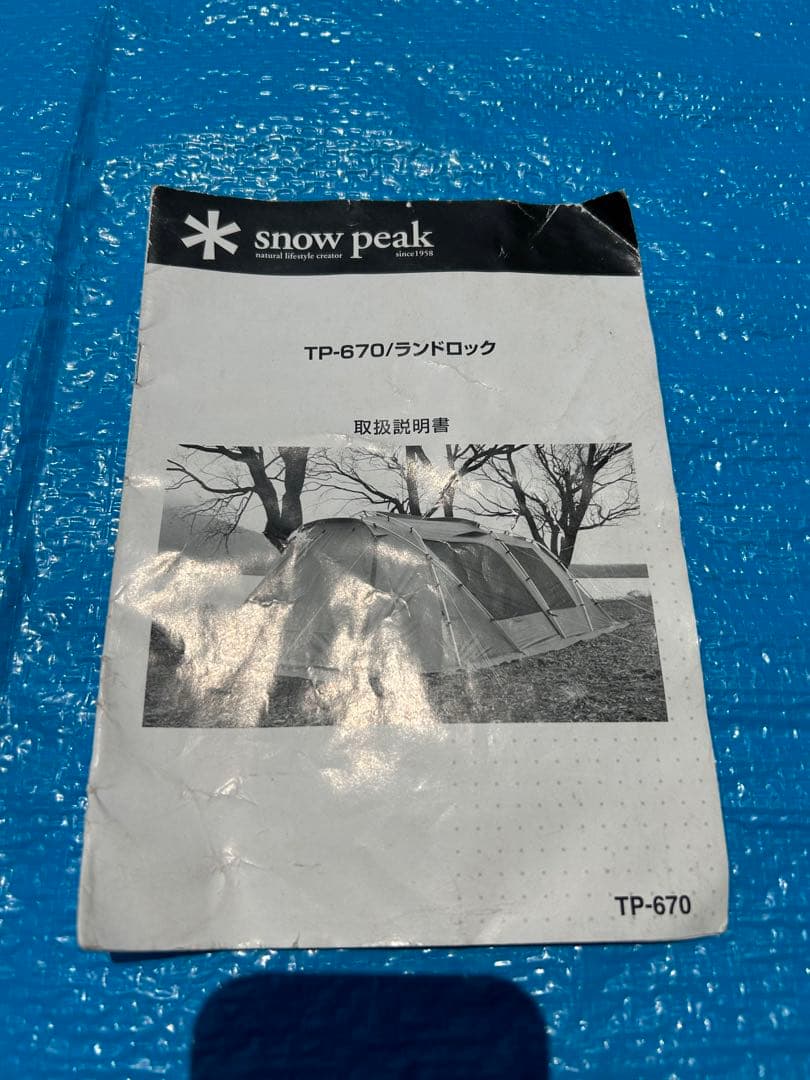 snow peak
natural lifestyle creator since1958
TP-670/ランドロック
取扱説明書
TP-670